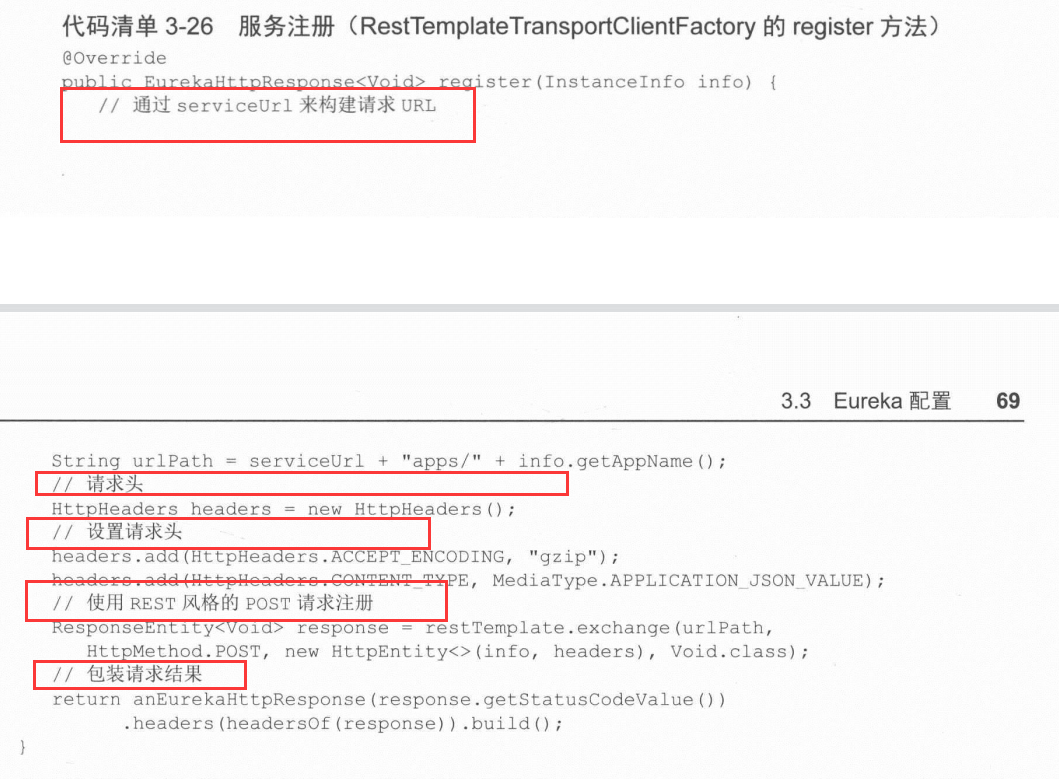 代码清单 3-26 服务注册（RestTemplateTransportClientFactory 的 register 方法）
@Override
public EurekaHttpResponse<Void> register(InstanceInfo info) {
// 通过 serviceUrl 来构建请求 URL
3.3 Eureka 配置 69
String urlPath = serviceUrl + "apps/" + info.getAppName();
// 请求头
HttpHeaders headers = new HttpHeaders();
// 设置请求头
headers.add(HttpHeaders.ACCEPT_ENCODING, "gzip");
headers.add(HttpHeaders.CONTENT_TYPE, MediaType.APPLICATION_JSON_VALUE);
// 使用 REST 风格的 POST 请求注册
ResponseEntity<Void> response = restTemplate.exchange(urlPath,
HttpMethod.POST, new HttpEntity<>(info, headers), Void.class);
// 包装请求结果
return anEurekaHttpResponse(response.getStatusCodeValue())
.headers(headersOf(response)).build();
}